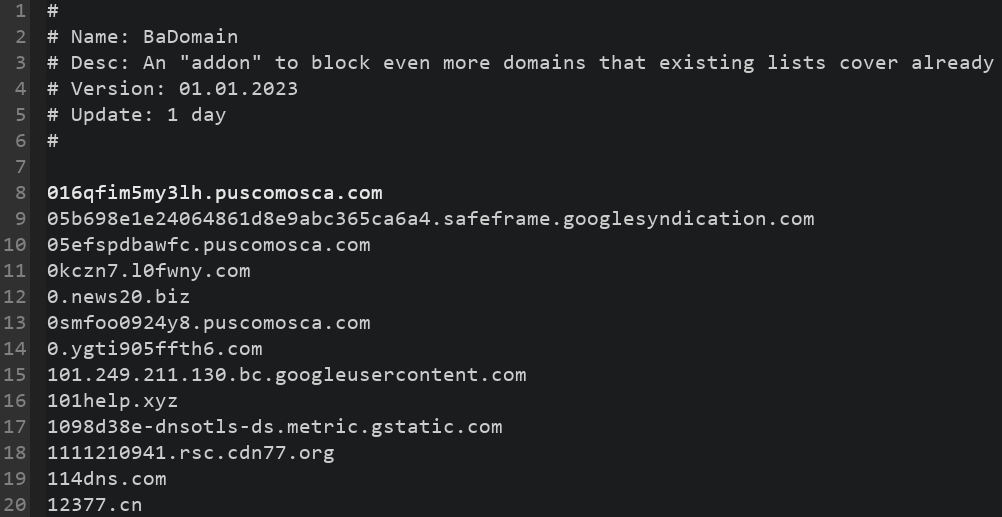 1 #
2 # Name: BaDomain
3 # Desc: An "addon" to block even more domains that existing lists cover already
4 # Version: 01.01.2023
5 # Update: 1 day
6 #
7
8 016qfim5my3lh.puscomosca.com
9 05b698e1e24064861d8e9abc365ca6a4.safeframe.googlesyndication.com
10 05efspdbawfc.puscomosca.com
11 0kczn7.l0fwny.com
12 0.news20.biz
13 0smfoo0924y8.puscomosca.com
14 0.ygti905ffth6.com
15 101.249.211.130.bc.googleusercontent.com
16 101help.xyz
17 1098d38e-dnsotls-ds.metric.gstatic.com
18 1111210941.rsc.cdn77.org
19 114dns.com
20 12377.cn